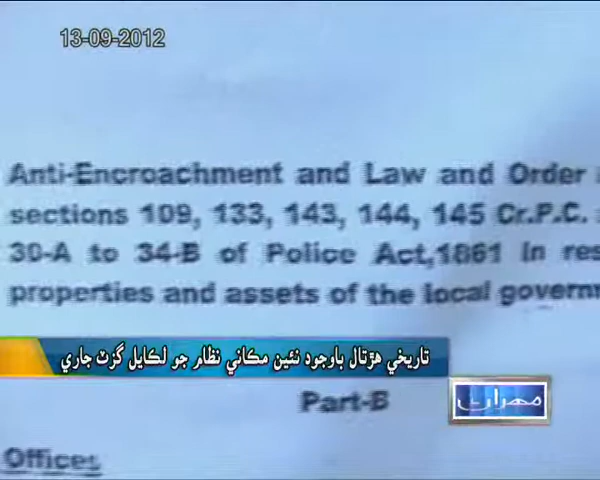 13-09-2012
Anti-Encroachment and Law and Order
sections 109, 133, 143, 144, 145 Cr.P.C.
30-A to 34-B of Police Act,1861 in res
properties and assets of the local governm
تاريخي هڙتال باوجود نئين مڪاني نظام جو لڪايل گزٽ جاري
Part-B
مهران
Offices